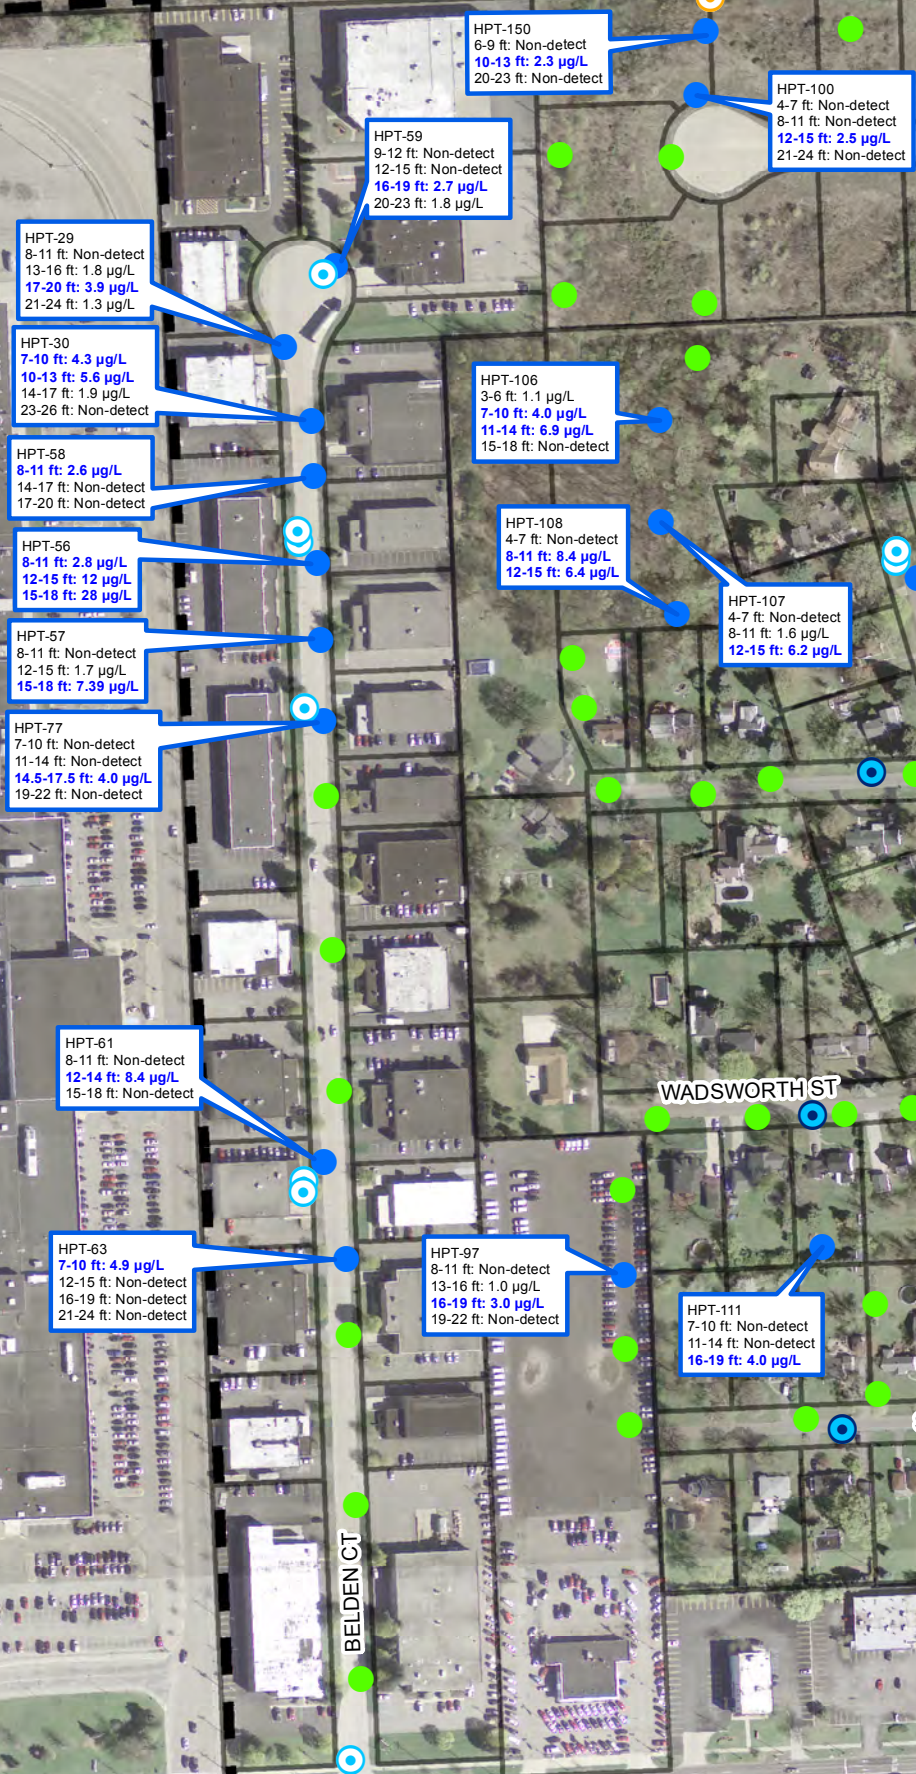 HPT-150
6-9 ft: Non-detect
10-13 ft: 2.3 µg/L
20-23 ft: Non-detect
HPT-100
4-7 ft: Non-detect
8-11 ft: Non-detect
12-15 ft: 2.5 µg/L
21-24 ft: Non-detect
HPT-59
9-12 ft: Non-detect
12-15 ft: Non-detect
16-19 ft: 2.7 µg/L
20-23 ft: 1.8 µg/L
HPT-29
8-11 ft: Non-detect
13-16 ft: 1.8 µg/L
17-20 ft: 3.9 µg/L
21-24 ft: 1.3 µg/L
HPT-30
7-10 ft: 4.3 µg/L
10-13 ft: 5.6 µg/L
14-17 ft: 1.9 µg/L
23-26 ft: Non-detect
HPT-106
3-6 ft: 1.1 µg/L
7-10 ft: 4.0 µg/L
11-14 ft: 6.9 µg/L
15-18 ft: Non-detect
HPT-58
8-11 ft: 2.6 µg/L
14-17 ft: Non-detect
17-20 ft: Non-detect
HPT-108
4-7 ft: Non-detect
8-11 ft: 8.4 µg/L
12-15 ft: 6.4 µg/L
HPT-56
8-11 ft: 2.8 µg/L
12-15 ft: 12 µg/L
15-18 ft: 28 µg/L
HPT-107
4-7 ft: Non-detect
8-11 ft: 1.6 µg/L
12-15 ft: 6.2 µg/L
HPT-57
8-11 ft: Non-detect
12-15 ft: 1.7 µg/L
15-18 ft: 7.39 µg/L
HPT-77
7-10 ft: Non-detect
11-14 ft: Non-detect
14.5-17.5 ft: 4.0 µg/L
19-22 ft: Non-detect
HPT-61
8-11 ft: Non-detect
12-14 ft: 8.4 µg/L
15-18 ft: Non-detect
WADSWORTH ST
HPT-63
7-10 ft: 4.9 µg/L
12-15 ft: Non-detect
16-19 ft: Non-detect
21-24 ft: Non-detect
HPT-97
8-11 ft: Non-detect
13-16 ft: 1.0 µg/L
16-19 ft: 3.0 µg/L
19-22 ft: Non-detect
HPT-111
7-10 ft: Non-detect
11-14 ft: Non-detect
16-19 ft: 4.0 µg/L
BELDEN CT